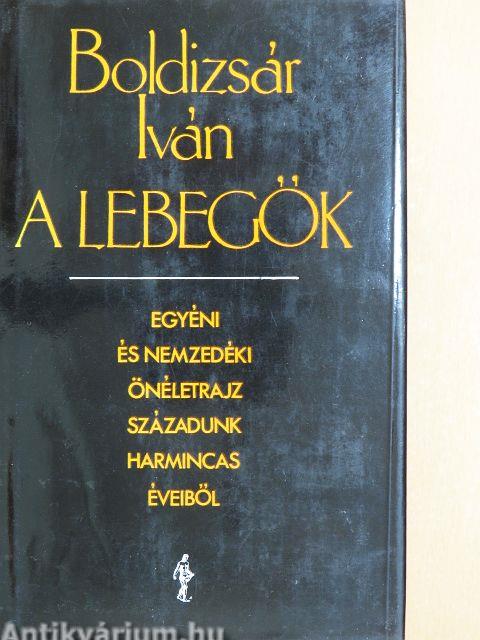 Boldizsár
Iván
A LEBEGŐK
EGYÉNI
ÉS NEMZEDÉKI
ÖNÉLETRAJZ
SZÁZADUNK
HARMINCAS
ÉVEIBŐL
Antikvárium.hu